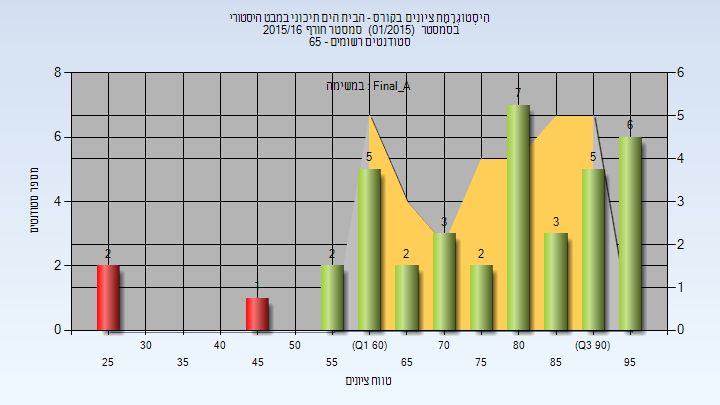 היסטוגרמת ציונים בקורס - הבית הים תיכוני במבט היסטורי
בסמסטר (01/2015) סמסטר חורף 2015/16
סטודנטים רשומים - 65
במשימה : Final_A
8 6 4 2 0
מספר סטודנטים
6 5 4 3 2 1 0
2 1 2 5 2 3 2 7 3 5 6
30 40 50 (Q1 60) 70 80 (Q3 90)
25 35 45 55 65 75 85 95
טווח ציונים